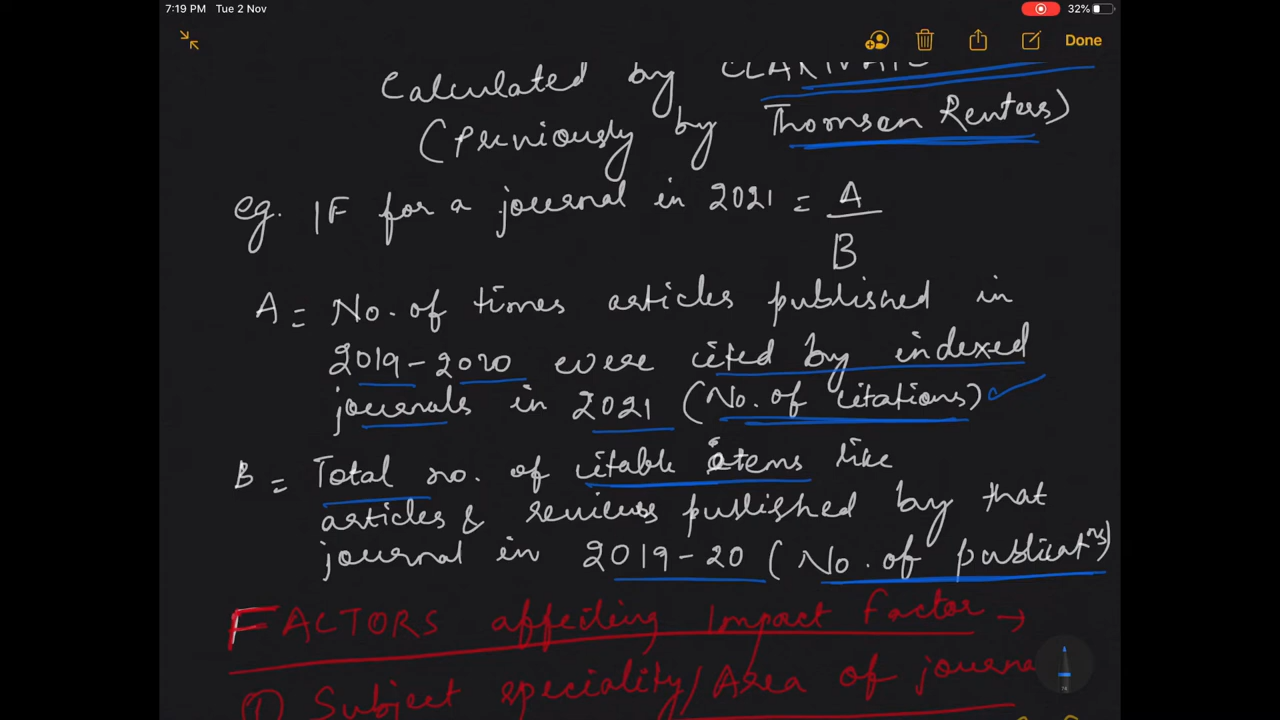 7:19 PM Tue 2 Nov
32%
Done
Calculated by CLARIVATE
(Previously by Thomson Reuters)
eg. IF for a journal in 2021 = A
B
A = No. of times articles published in
2019-2020 were cited by indexed
journals in 2021 (No. of citations)
B = Total no. of citable items like
articles & reviews published by that
journal in 2019-20 (No. of publicatns)
FACTORS affecting Impact Factor →
① Subject speciality/Area of journa